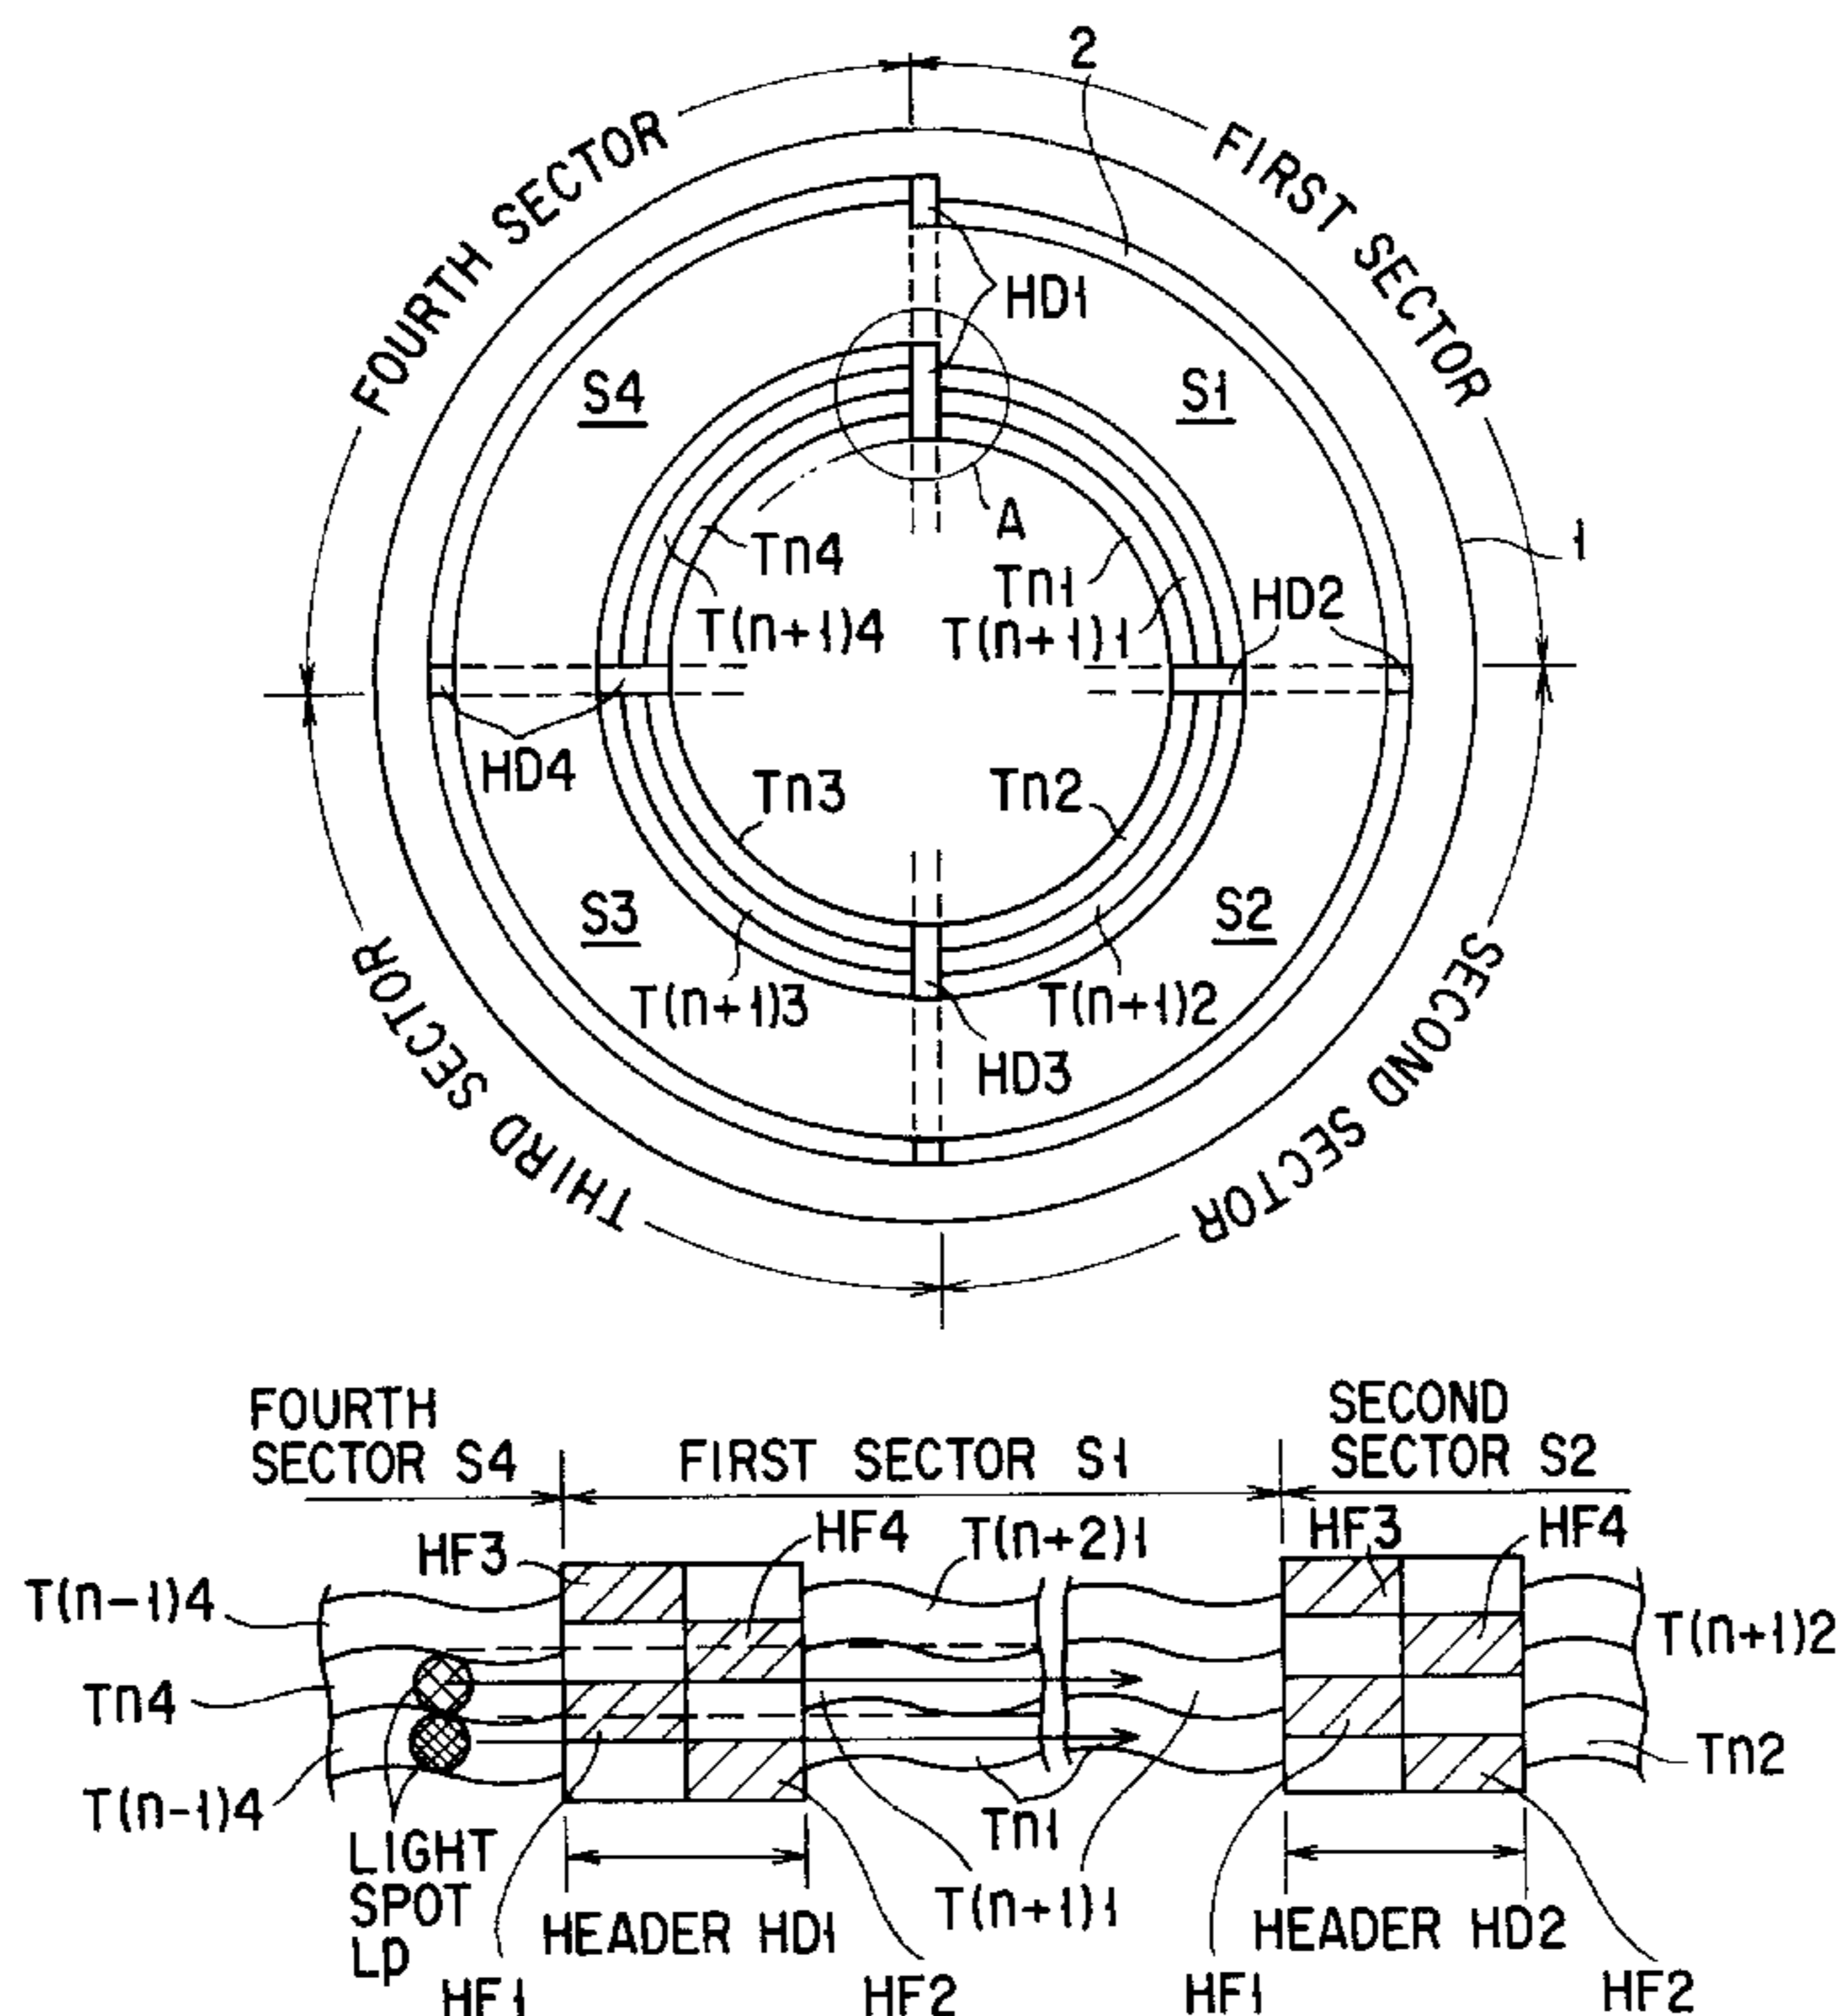 2
FOURTH SECTOR
FIRST SECTOR
HD1
S4
S1
A
1
Tn4
Tn1
HD2
T(n+1)4
T(n+1)1
HD4
Tn3
Tn2
S3
S2
T(n+1)3
T(n+1)2
HD3
THIRD SECTOR
SECOND SECTOR
FOURTH
SECTOR S4
FIRST SECTOR S1
SECOND
SECTOR S2
HF3
HF4
T(n+2)1
HF3
HF4
T(n-1)4
T(n+1)2
Tn4
Tn2
T(n-1)4
Tn1
LIGHT
SPOT
Lp
T(n+1)1
HEADER HD1
HEADER HD2
HF1
HF2
HF1
HF2